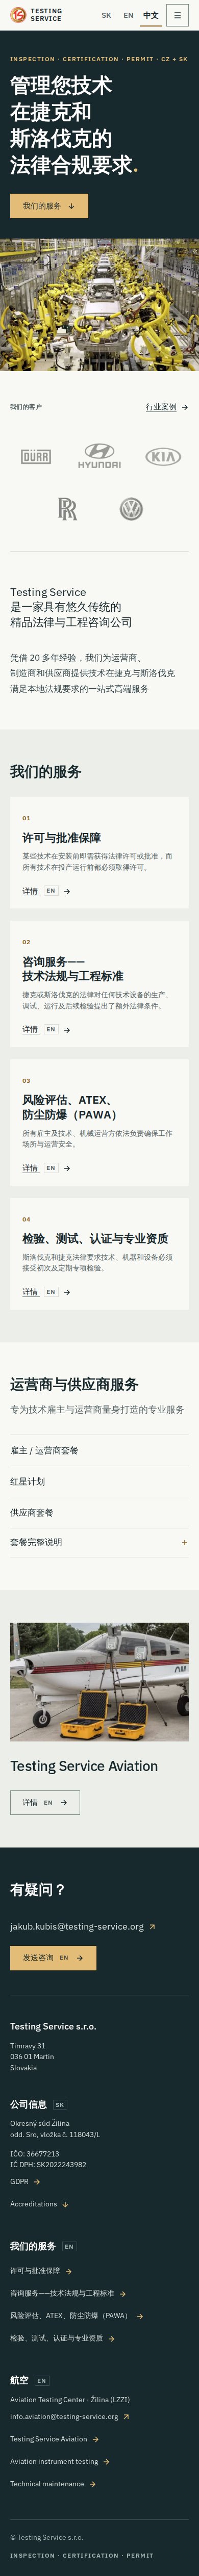 TESTING
SERVICE
SK EN 中文
INSPECTION · CERTIFICATION · PERMIT · CZ + SK
管理您技术
在捷克和
斯洛伐克的
法律合规要求.
我们的服务
我们的客户
行业案例
DÜRR
HYUNDAI
KIA
Testing Service
是一家具有悠久传统的
精品法律与工程咨询公司
凭借 20 多年经验，我们为运营商、
制造商和供应商提供技术在捷克与斯洛伐克
满足本地法规要求的一站式高端服务
我们的服务
01
许可与批准保障
某些技术在安装前即需获得法律许可或批准，而
所有技术在投产运行前都必须取得许可。
详情 EN
02
咨询服务——
技术法规与工程标准
捷克或斯洛伐克的法律对任何技术设备的生产、
调试、运行及后续检验提出了额外法律条件。
详情 EN
03
风险评估、ATEX、
防尘防爆（PAWA）
所有雇主及技术、机械运营方依法负责确保工作
场所与运营安全。
详情 EN
04
检验、测试、认证与专业资质
斯洛伐克和捷克法律要求技术、机器和设备必须
接受初次及定期专项检验。
详情 EN
运营商与供应商服务
专为技术雇主与运营商量身打造的专业服务
雇主 / 运营商套餐
红星计划
供应商套餐
套餐完整说明
Testing Service Aviation
详情 EN
有疑问？
jakub.kubis@testing-service.org
发送咨询 EN
Testing Service s.r.o.
Timravy 31
036 01 Martin
Slovakia
公司信息 SK
Okresný súd Žilina
odd. Sro, vložka č. 118043/L
IČO: 36677213
IČ DPH: SK2022243982
GDPR
Accreditations
我们的服务 EN
许可与批准保障
咨询服务——技术法规与工程标准
风险评估、ATEX、防尘防爆（PAWA）
检验、测试、认证与专业资质
航空 EN
Aviation Testing Center · Žilina (LZZI)
info.aviation@testing-service.org
Testing Service Aviation
Aviation instrument testing
Technical maintenance
© Testing Service s.r.o.
INSPECTION · CERTIFICATION · PERMIT